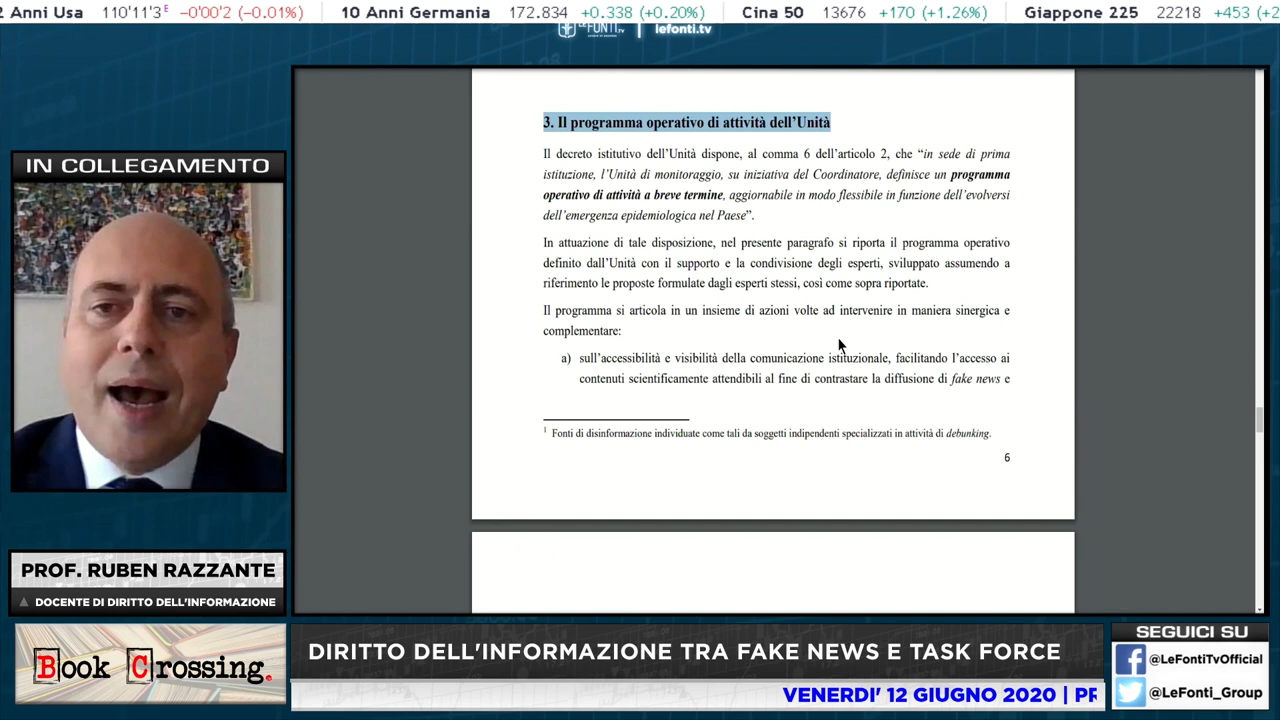 2 Anni Usa 110'11'3 E −0'00'2 (−0.01%) 10 Anni Germania 172.834 +0.338 (+0.20%) Cina 50 13676 +170 (+1.26%) Giappone 225 22218 +453 (+2
LE FONTI.TV lefonti.tv
IN COLLEGAMENTO
3. Il programma operativo di attività dell'Unità
Il decreto istitutivo dell'Unità dispone, al comma 6 dell'articolo 2, che “in sede di prima
istituzione, l'Unità di monitoraggio, su iniziativa del Coordinatore, definisce un programma
operativo di attività a breve termine, aggiornabile in modo flessibile in funzione dell'evolversi
dell'emergenza epidemiologica nel Paese”.
In attuazione di tale disposizione, nel presente paragrafo si riporta il programma operativo
definito dall'Unità con il supporto e la condivisione degli esperti, sviluppato assumendo a
riferimento le proposte formulate dagli esperti stessi, così come sopra riportate.
Il programma si articola in un insieme di azioni volte ad intervenire in maniera sinergica e
complementare:
a) sull'accessibilità e visibilità della comunicazione istituzionale, facilitando l'accesso ai
contenuti scientificamente attendibili al fine di contrastare la diffusione di fake news e
1 Fonti di disinformazione individuate come tali da soggetti indipendenti specializzati in attività di debunking.
6
PROF. RUBEN RAZZANTE
DOCENTE DI DIRITTO DELL'INFORMAZIONE
Book Crossing.
DIRITTO DELL'INFORMAZIONE TRA FAKE NEWS E TASK FORCE
VENERDI' 12 GIUGNO 2020 | PR
SEGUICI SU
@LeFontiTvOfficial
@LeFonti_Group